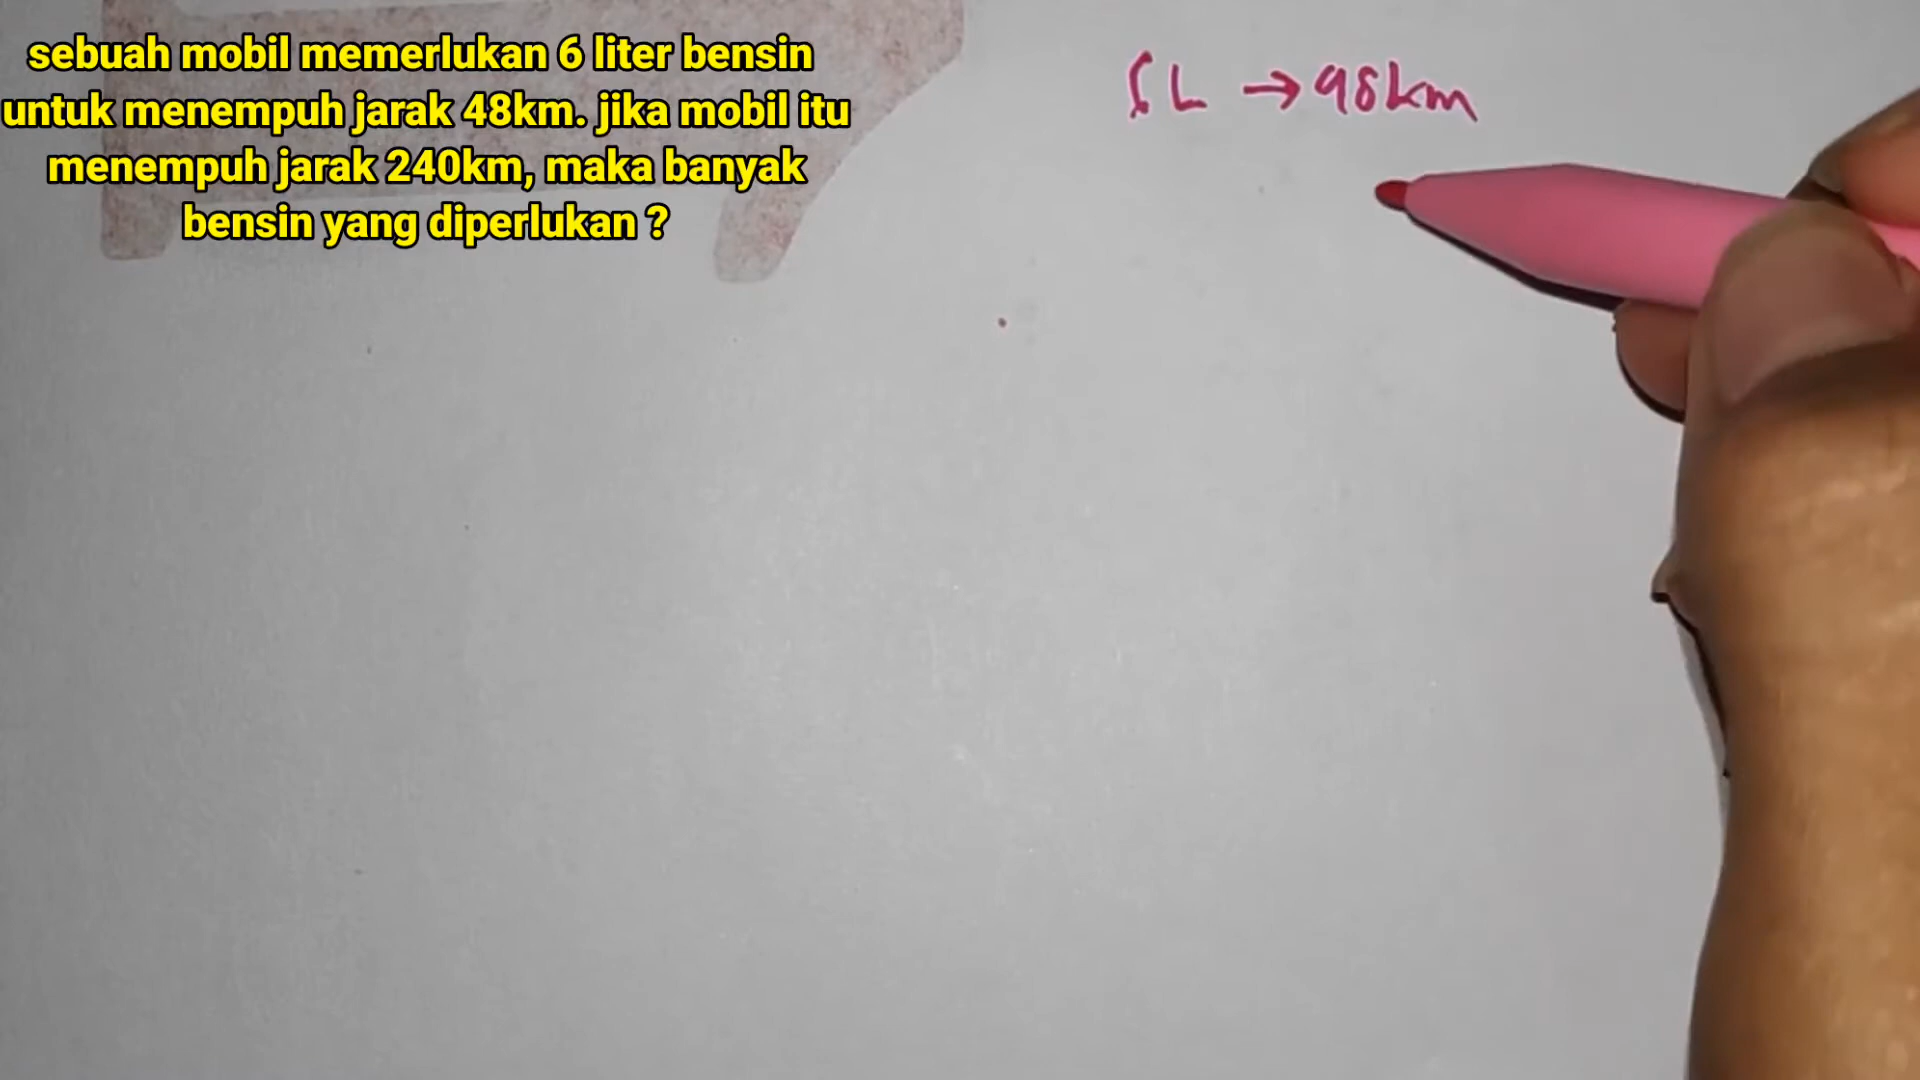 sebuah mobil memerlukan 6 liter bensin
untuk menempuh jarak 48km. jika mobil itu
menempuh jarak 240km, maka banyak
bensin yang diperlukan ?
6 L → 48km